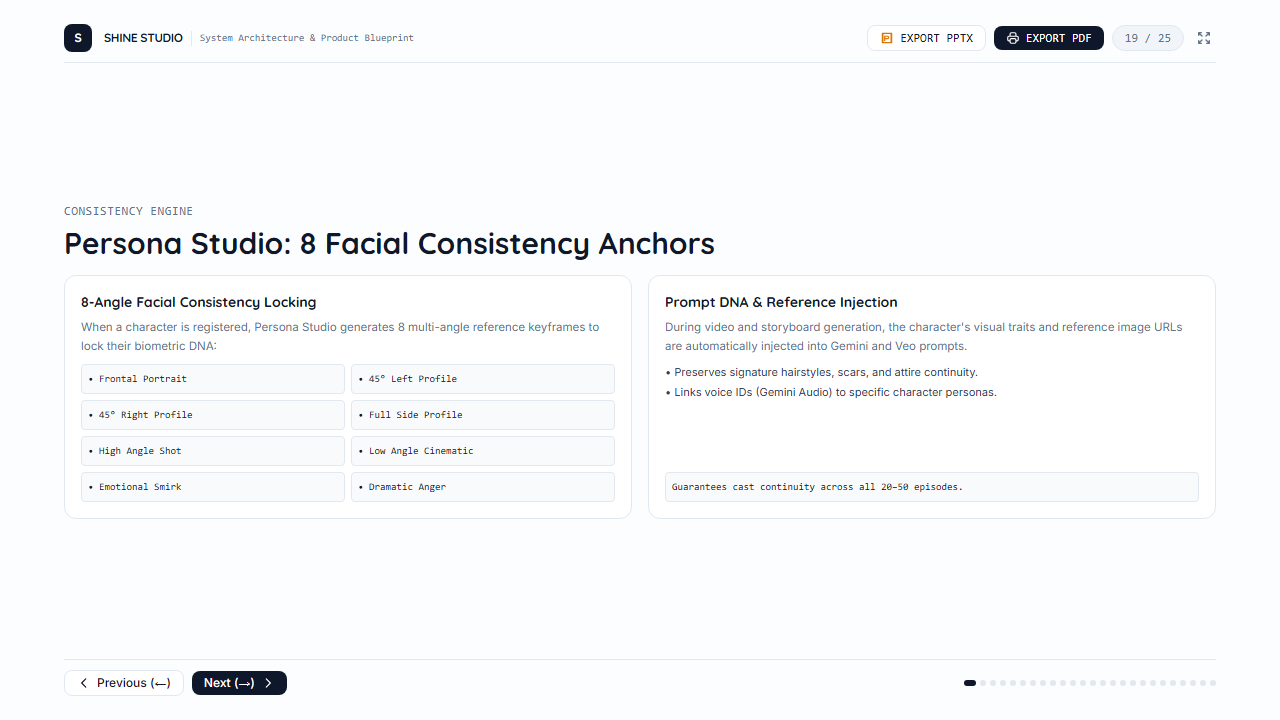 S SHINE STUDIO System Architecture & Product Blueprint EXPORT PPTX EXPORT PDF 19 / 25
CONSISTENCY ENGINE
Persona Studio: 8 Facial Consistency Anchors
8-Angle Facial Consistency Locking
When a character is registered, Persona Studio generates 8 multi-angle reference keyframes to
lock their biometric DNA:
• Frontal Portrait
• 45° Left Profile
• 45° Right Profile
• Full Side Profile
• High Angle Shot
• Low Angle Cinematic
• Emotional Smirk
• Dramatic Anger
Prompt DNA & Reference Injection
During video and storyboard generation, the character's visual traits and reference image URLs
are automatically injected into Gemini and Veo prompts.
• Preserves signature hairstyles, scars, and attire continuity.
• Links voice IDs (Gemini Audio) to specific character personas.
Guarantees cast continuity across all 20–50 episodes.
Previous (←) Next (→)